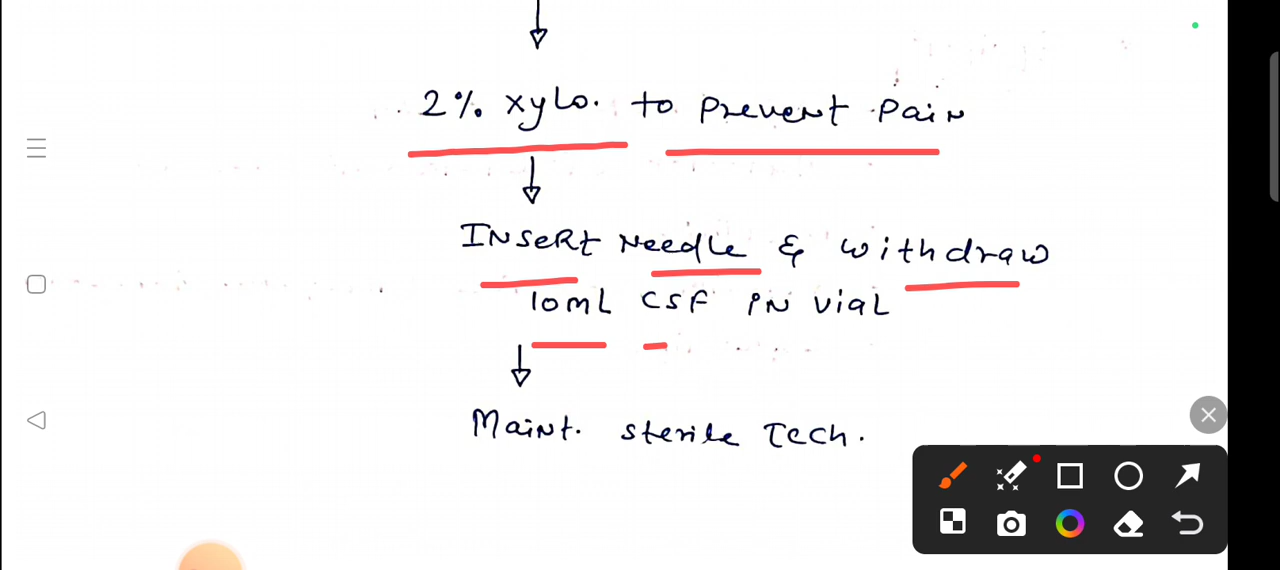 2% xylo. to prevent pain
Insert Needle & withdraw
10ml CSF in vial
Maint. sterile Tech.